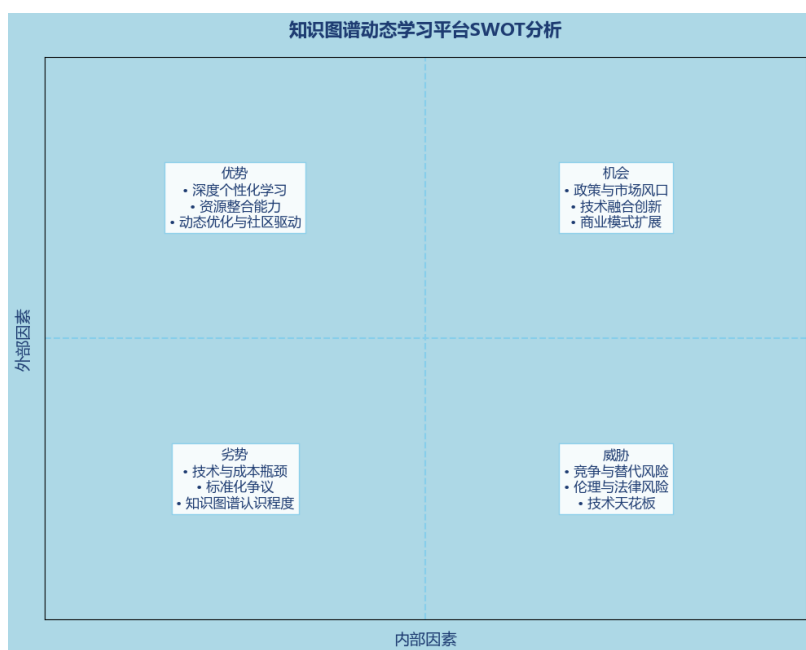 知识图谱动态学习平台SWOT分析
优势
• 深度个性化学习
• 资源整合能力
• 动态优化与社区驱动
机会
• 政策与市场风口
• 技术融合创新
• 商业模式扩展
外部因素
劣势
• 技术与成本瓶颈
• 标准化争议
• 知识图谱认识程度
威胁
• 竞争与替代风险
• 伦理与法律风险
• 技术天花板
内部因素